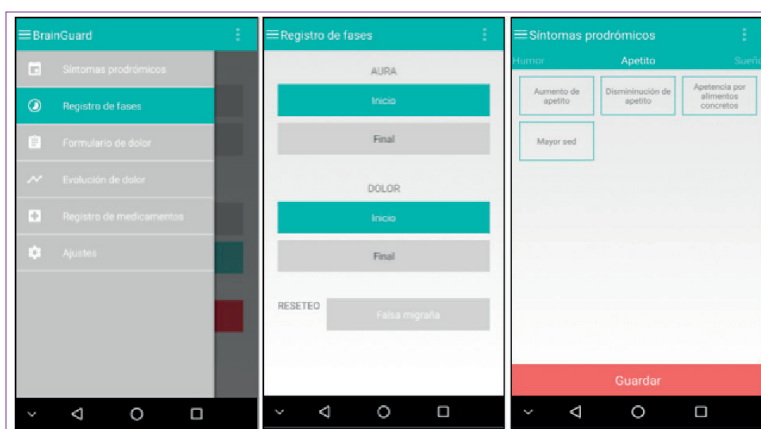 BrainGuard
Síntomas prodrómicos
Registro de fases
Formulario de dolor
Evolución de dolor
Registro de medicamentos
Ajustes
Registro de fases
AURA
Inicio
Final
DOLOR
Inicio
Final
RESETEO
Falsa migraña
Síntomas prodrómicos
Humor
Apetito
Sueño
Aumento de
apetito
Dismininución de
apetito
Apetencia por
alimentos
concretos
Mayor sed
Guardar